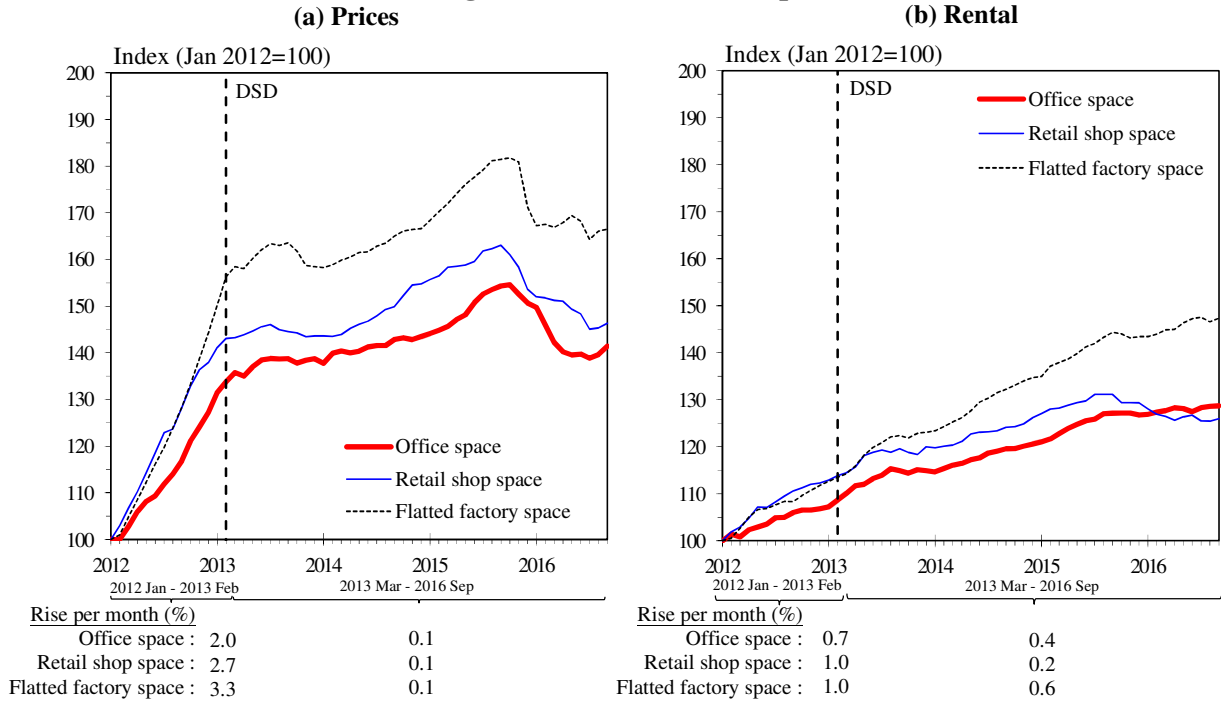 (a) Prices
Index (Jan 2012=100)
200
190
180
170
160
150
140
130
120
110
100
DSD
Office space
Retail shop space
Flatted factory space
2012 2013 2014 2015 2016
2012 Jan - 2013 Feb 2013 Mar - 2016 Sep
Rise per month (%)
Office space : 2.0 0.1
Retail shop space : 2.7 0.1
Flatted factory space : 3.3 0.1
(b) Rental
Index (Jan 2012=100)
200
190
180
170
160
150
140
130
120
110
100
DSD
Office space
Retail shop space
Flatted factory space
2012 2013 2014 2015 2016
2012 Jan - 2013 Feb 2013 Mar - 2016 Sep
Rise per month (%)
Office space : 0.7 0.4
Retail shop space : 1.0 0.2
Flatted factory space : 1.0 0.6